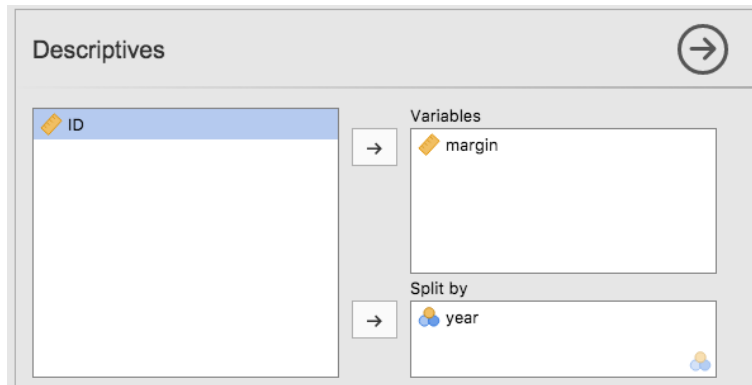 Descriptives
ID
Variables
margin
Split by
year